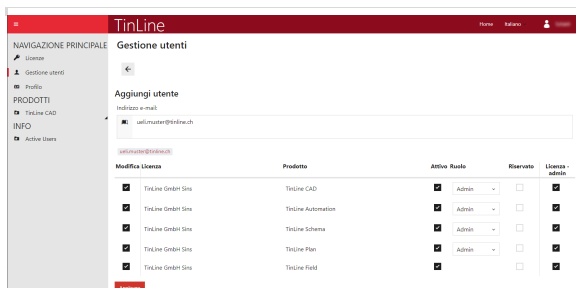 TinLine
Home Italiano
NAVIGAZIONE PRINCIPALE
Licenze
Gestione utenti
Profilo
PRODOTTI
TinLine CAD
INFO
Active Users
Gestione utenti
Aggiungi utente
Indirizzo e-mail:
ueli.muster@tinline.ch
ueli.muster@tinline.ch
Modifica Licenza Prodotto Attivo Ruolo Riservato Licenza - admin
TinLine GmbH Sins TinLine CAD Admin
TinLine GmbH Sins TinLine Automation Admin
TinLine GmbH Sins TinLine Schema Admin
TinLine GmbH Sins TinLine Plan Admin
TinLine GmbH Sins TinLine Field